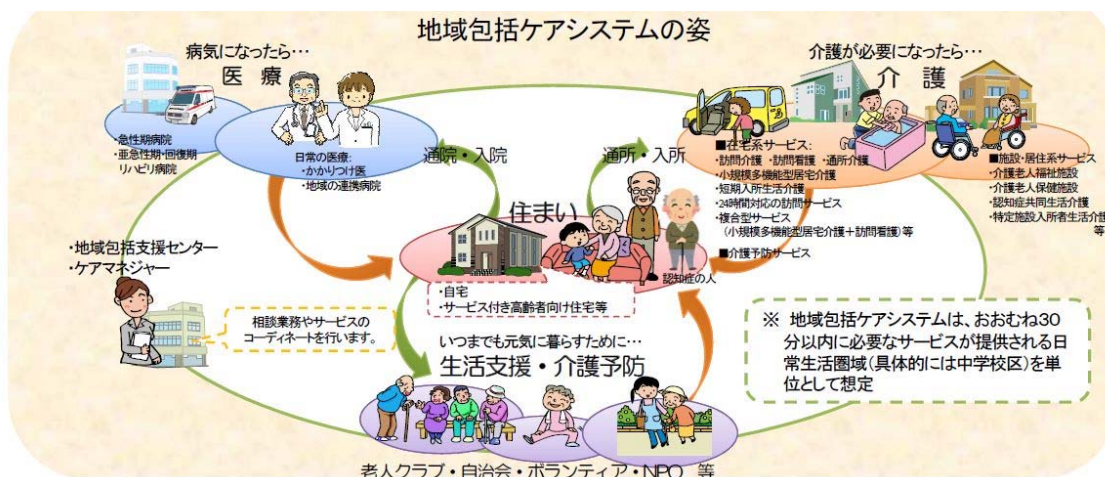 地域包括ケアシステムの姿
病気になったら…
医療
・急性期病院
・亜急性期・回復期
リハビリ病院
日常の医療:
・かかりつけ医
・地域の連携病院
通院・入院
通所・入所
介護が必要になったら…
介護
■在宅系サービス:
・訪問介護 ・訪問看護 ・通所介護
・小規模多機能型居宅介護
・短期入所生活介護
・24時間対応の訪問サービス
・複合型サービス
(小規模多機能型居宅介護+訪問看護)等
■介護予防サービス
■施設・居住系サービス
・介護老人福祉施設
・介護老人保健施設
・認知症共同生活介護
・特定施設入所者生活介護
等
住まい
・自宅
・サービス付き高齢者向け住宅等
認知症の人
・地域包括支援センター
・ケアマネジャー
相談業務やサービスの
コーディネートを行います。
いつまでも元気に暮らすために…
生活支援・介護予防
老人クラブ・自治会・ボランティア・NPO 等
※ 地域包括ケアシステムは、おおむね30
分以内に必要なサービスが提供される日
常生活圏域(具体的には中学校区)を単
位として想定